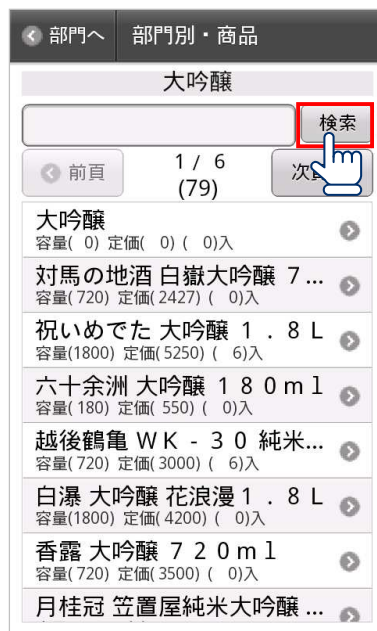 部門へ 部門別・商品
大吟醸
検索
前頁 1 / 6 次
(79)
大吟醸
容量( 0) 定価( 0) ( 0)入
対馬の地酒 白嶽大吟醸 7...
容量( 720) 定価(2427) ( 0)入
祝いめでた 大吟醸 1.8L
容量(1800) 定価(5250) ( 6)入
六十余洲 大吟醸 180ml
容量( 180) 定価( 550) ( 0)入
越後鶴亀 WK-30 純米...
容量( 720) 定価(3000) ( 6)入
白瀑 大吟醸 花浪漫1.8L
容量(1800) 定価(4200) ( 0)入
香露 大吟醸 720ml
容量( 720) 定価(3500) ( 0)入
月桂冠 笠置屋純米大吟醸 ...